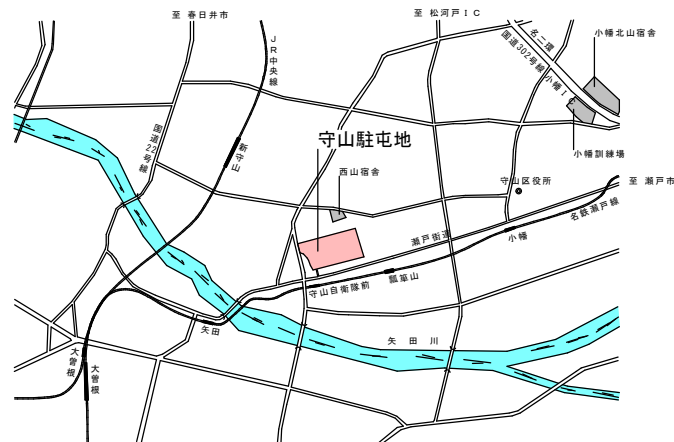 至 春日井市
至 松河戸ＩＣ
ＪＲ中央線
名二環
国道302号線
小幡ＩＣ
小幡北山宿舎
国道22号線
新守山
守山駐屯地
小幡訓練場
西山宿舎
守山区役所
至 瀬戸市
名鉄瀬戸線
瀬戸街道
小幡
瓢箪山
守山自衛隊前
矢田
矢田川
大曽根
大曽根